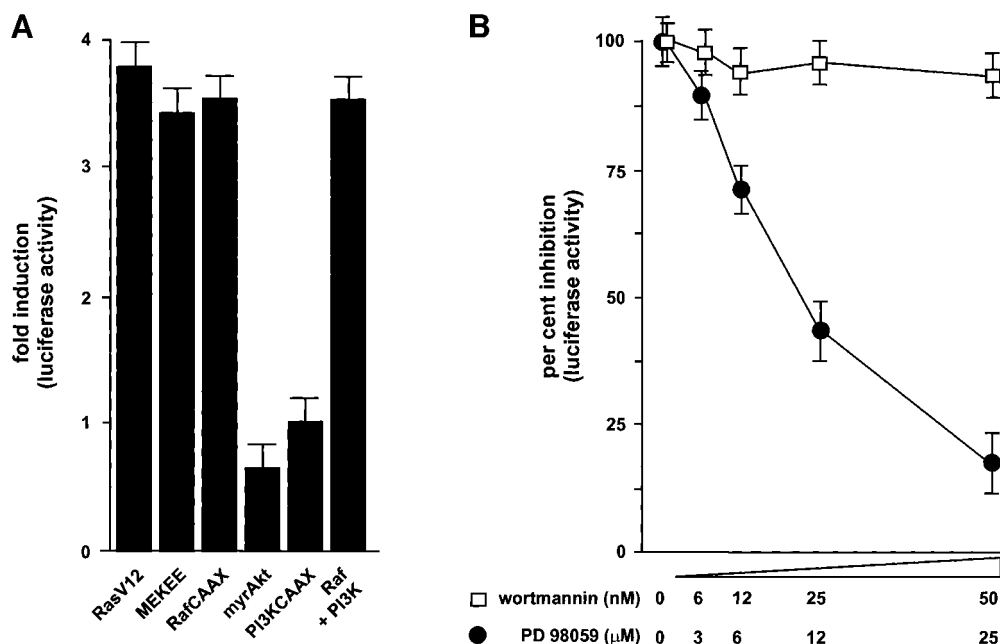 A
fold induction
(luciferase activity)
4
3
2
1
0
RasV12
MEKEE
RafCAAX
myrAkt
PI3KCAAX
Raf
+ PI3K
B
per cent inhibition
(luciferase activity)
100
75
50
25
0
wortmannin (nM) 0 6 12 25 50
PD 98059 (μM) 0 3 6 12 25